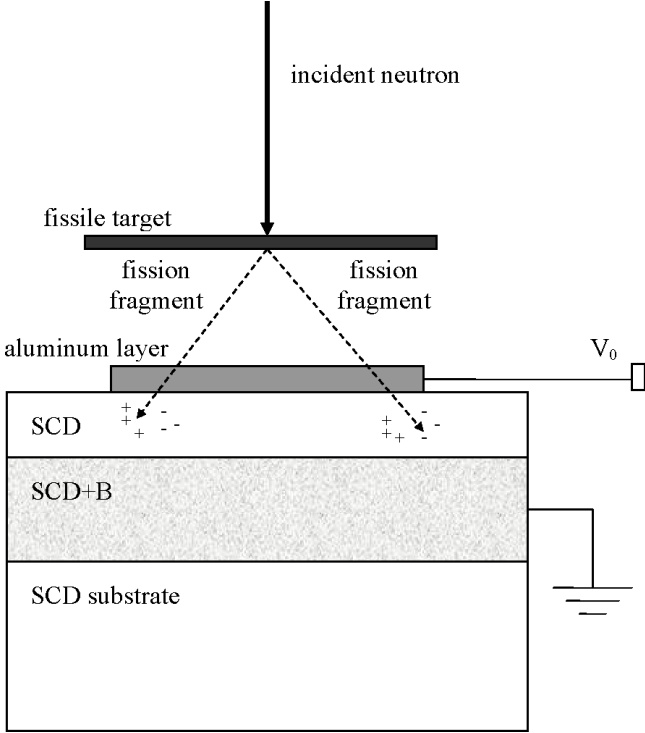 incident neutron
fissile target
fission
fragment
fission
fragment
aluminum layer
V₀
+ - - +
+ - + -
+ - + + -
SCD
SCD+B
SCD substrate